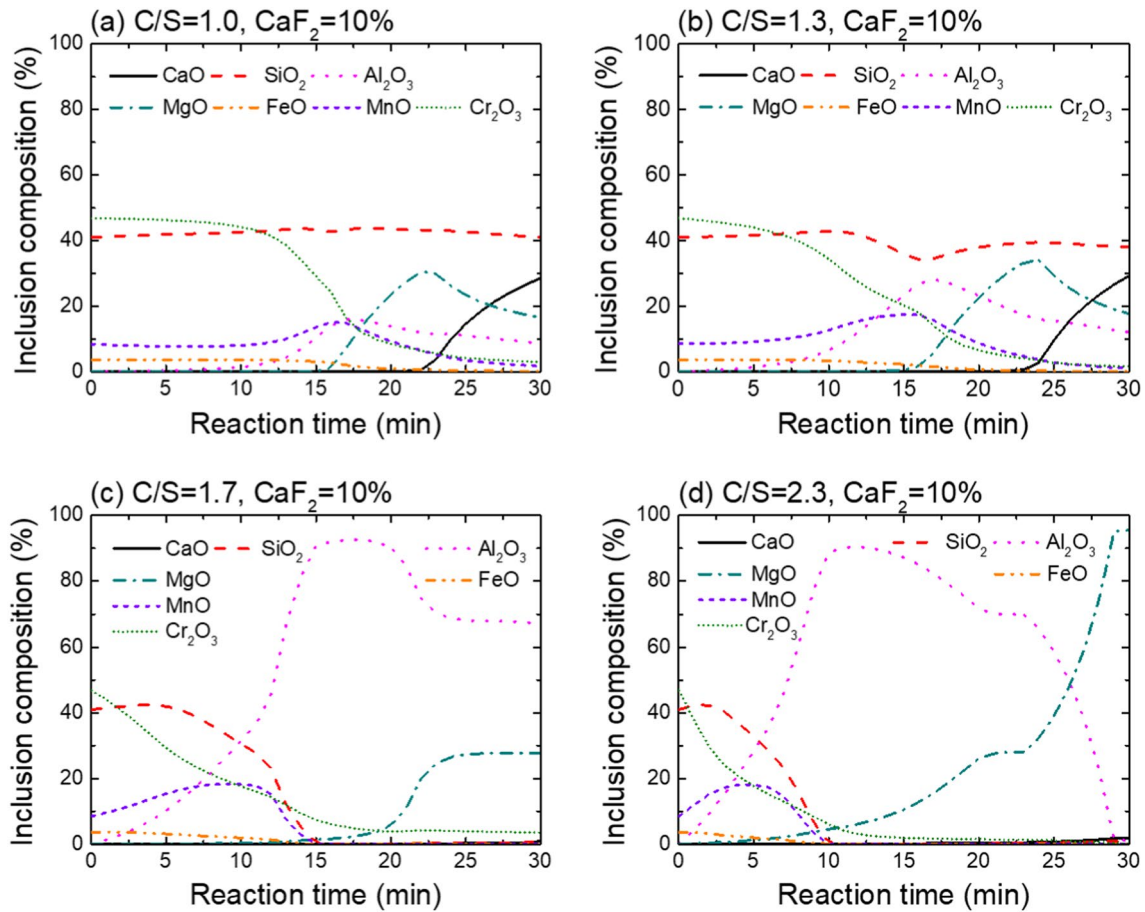 (a) C/S=1.0, CaF₂=10%
Inclusion composition (%)
100
80
60
40
20
0
CaO SiO₂ Al₂O₃
MgO FeO MnO Cr₂O₃
0 5 10 15 20 25 30
Reaction time (min)
(b) C/S=1.3, CaF₂=10%
Inclusion composition (%)
100
80
60
40
20
0
CaO SiO₂ Al₂O₃
MgO FeO MnO Cr₂O₃
0 5 10 15 20 25 30
Reaction time (min)
(c) C/S=1.7, CaF₂=10%
Inclusion composition (%)
100
80
60
40
20
0
CaO SiO₂ Al₂O₃
MgO FeO
MnO
Cr₂O₃
0 5 10 15 20 25 30
Reaction time (min)
(d) C/S=2.3, CaF₂=10%
Inclusion composition (%)
100
80
60
40
20
0
CaO SiO₂ Al₂O₃
MgO FeO
MnO
Cr₂O₃
0 5 10 15 20 25 30
Reaction time (min)